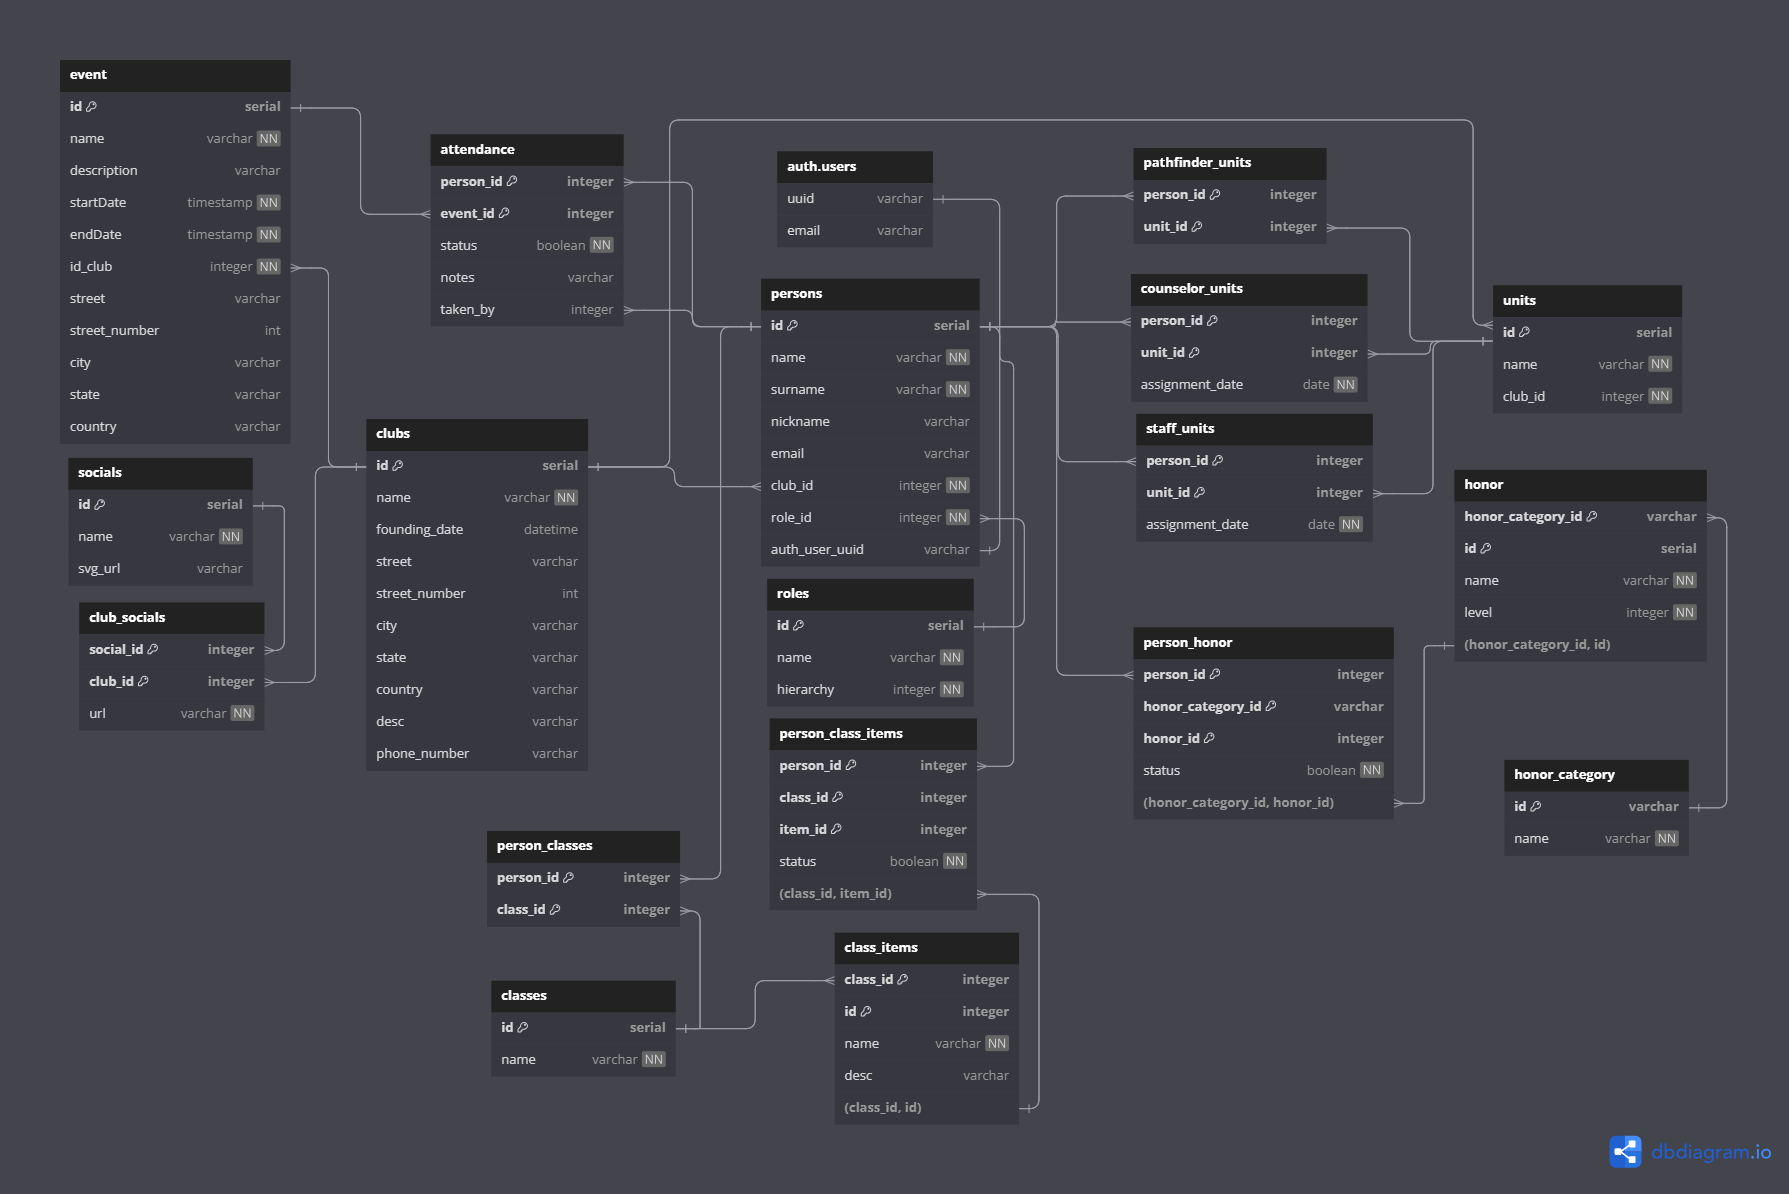 event
id serial
name varchar NN
description varchar
startDate timestamp NN
endDate timestamp NN
id_club integer NN
street varchar
street_number int
city varchar
state varchar
country varchar
socials
id serial
name varchar NN
svg_url varchar
club_socials
social_id integer
club_id integer
url varchar NN
attendance
person_id integer
event_id integer
status boolean NN
notes varchar
taken_by integer
clubs
id serial
name varchar NN
founding_date datetime
street varchar
street_number int
city varchar
state varchar
country varchar
desc varchar
phone_number varchar
person_classes
person_id integer
class_id integer
classes
id serial
name varchar NN
auth.users
uuid varchar
email varchar
persons
id serial
name varchar NN
surname varchar NN
nickname varchar
email varchar
club_id integer NN
role_id integer NN
auth_user_uuid varchar
roles
id serial
name varchar NN
hierarchy integer NN
person_class_items
person_id integer
class_id integer
item_id integer
status boolean NN
(class_id, item_id)
class_items
class_id integer
id integer
name varchar NN
desc varchar
(class_id, id)
pathfinder_units
person_id integer
unit_id integer
counselor_units
person_id integer
unit_id integer
assignment_date date NN
staff_units
person_id integer
unit_id integer
assignment_date date NN
person_honor
person_id integer
honor_category_id varchar
honor_id integer
status boolean NN
(honor_category_id, honor_id)
units
id serial
name varchar NN
club_id integer NN
honor
honor_category_id varchar
id serial
name varchar NN
level integer NN
(honor_category_id, id)
honor_category
id varchar
name varchar NN
dbdiagram.io